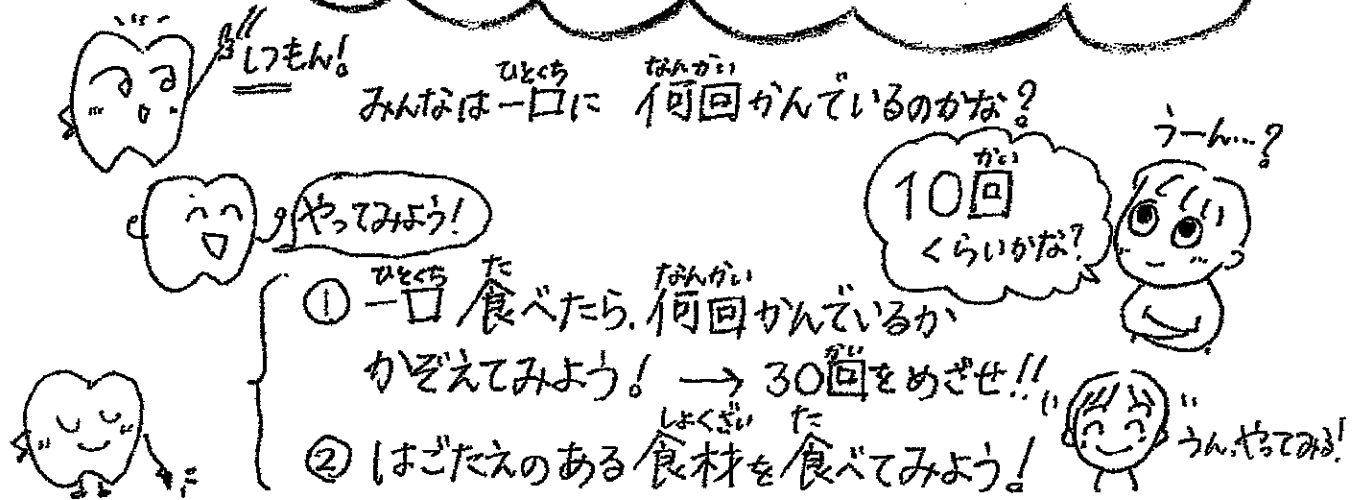 しつもん!
みんなは一口に 何回かんでいるのかな?
うーん…?
10回
くらいかな?
やってみよう!
① 一口食べたら、何回かんでいるか
かぞえてみよう! → 30回をめざせ!!
② はごたえのある食材を食べてみよう!
うん、やってみる!